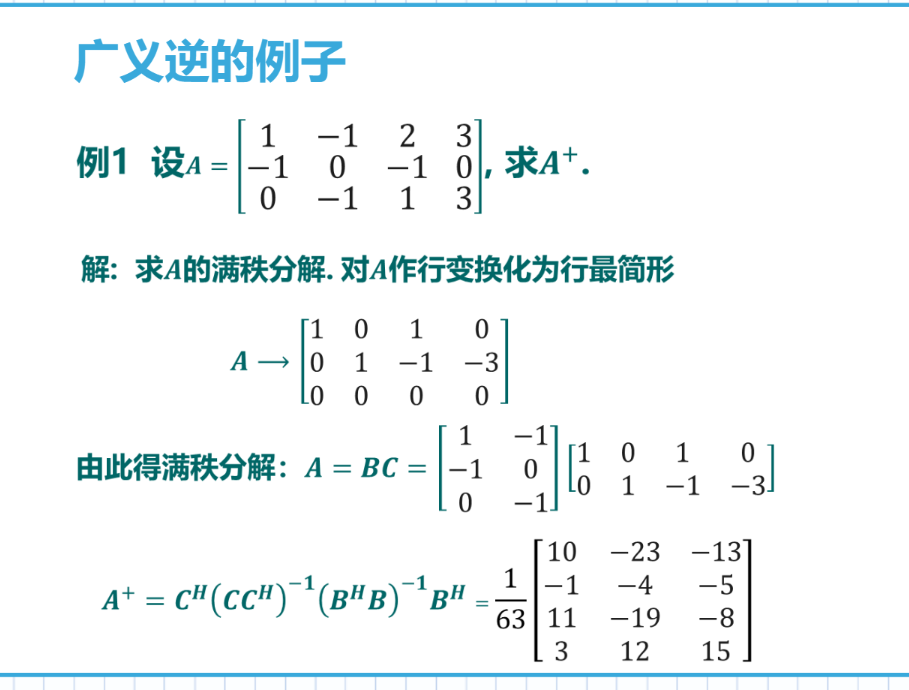 广义逆的例子
例1 设A = [1 −1 2 3
−1 0 −1 0
0 −1 1 3], 求A⁺.
解: 求A的满秩分解. 对A作行变换化为行最简形
A ⟶ [1 0 1 0
0 1 −1 −3
0 0 0 0]
由此得满秩分解: A = BC = [1 −1
−1 0
0 −1] [1 0 1 0
0 1 −1 −3]
A⁺ = Cᴴ(CCᴴ)⁻¹(BᴴB)⁻¹Bᴴ = 1/63 [10 −23 −13
−1 −4 −5
11 −19 −8
3 12 15]